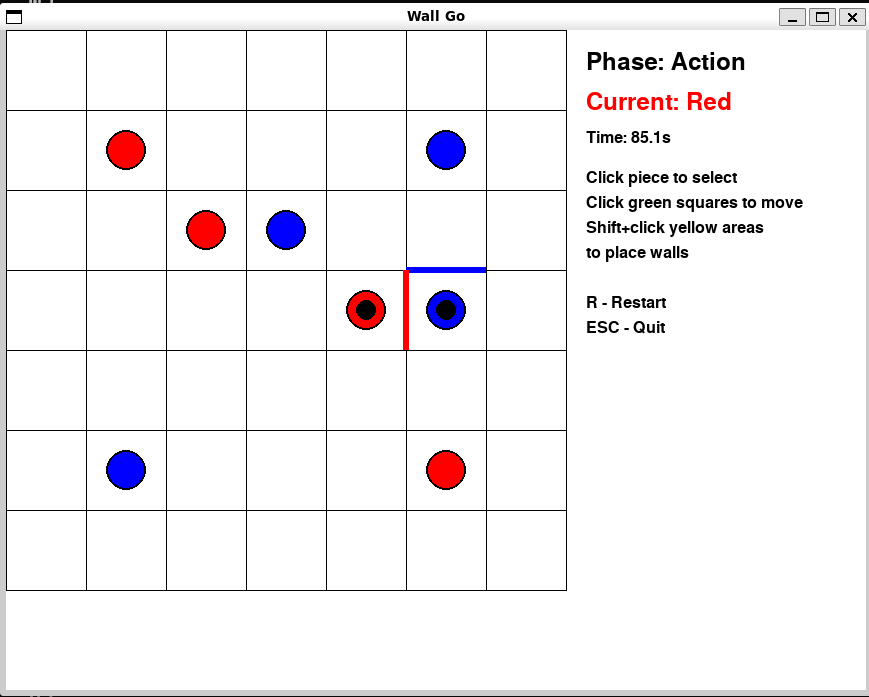 Wall Go
Phase: Action
Current: Red
Time: 85.1s
Click piece to select
Click green squares to move
Shift+click yellow areas
to place walls
R - Restart
ESC - Quit